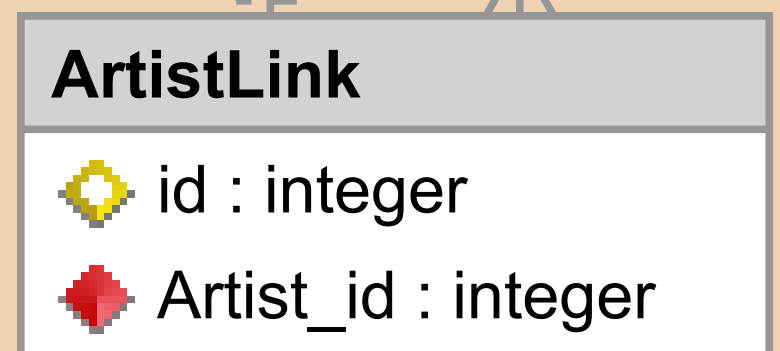 ArtistLink
id : integer
Artist_id : integer